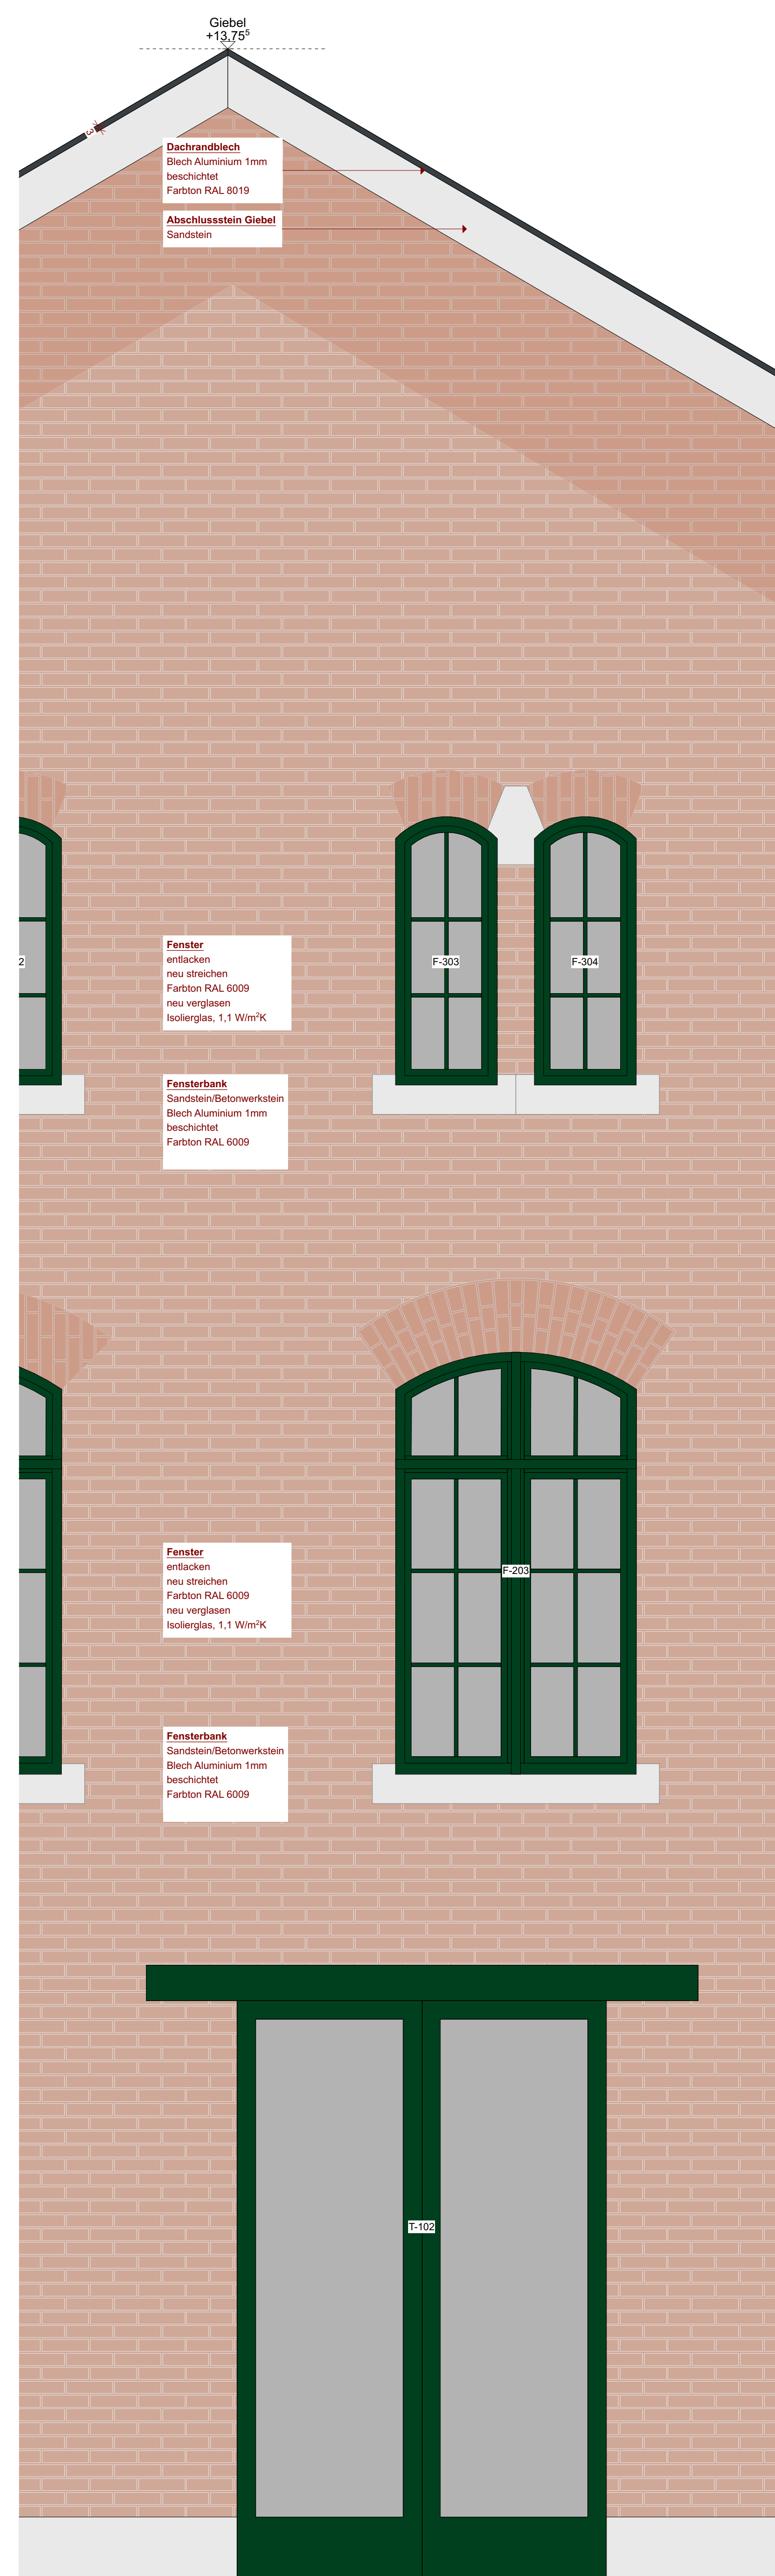 Giebel
+13,75⁵
3
Dachrandblech
Blech Aluminium 1mm
beschichtet
Farbton RAL 8019
Abschlussstein Giebel
Sandstein
Fenster
entlacken
neu streichen
Farbton RAL 6009
neu verglasen
Isolierglas, 1,1 W/m²K
2
F-303
F-304
Fensterbank
Sandstein/Betonwerkstein
Blech Aluminium 1mm
beschichtet
Farbton RAL 6009
Fenster
entlacken
neu streichen
Farbton RAL 6009
neu verglasen
Isolierglas, 1,1 W/m²K
F-203
Fensterbank
Sandstein/Betonwerkstein
Blech Aluminium 1mm
beschichtet
Farbton RAL 6009
T-102